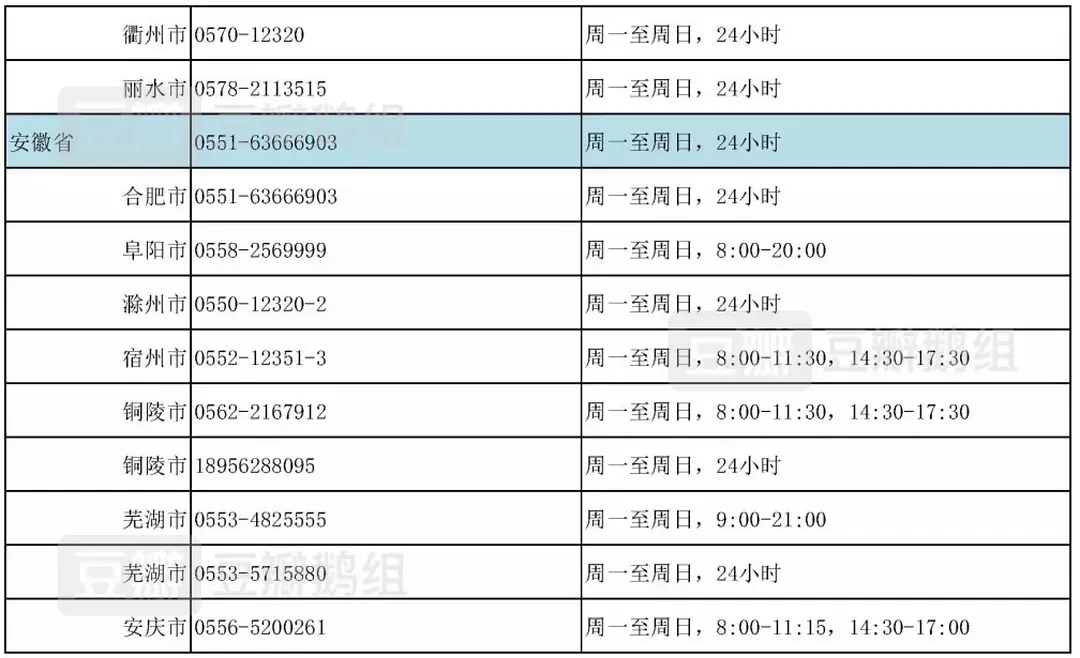 衢州市 0570-12320 周一至周日，24小时
丽水市 0578-2113515 周一至周日，24小时
豆瓣 豆瓣鹅组
安徽省 0551-63666903 周一至周日，24小时
合肥市 0551-63666903 周一至周日，24小时
阜阳市 0558-2569999 周一至周日，8:00-20:00
滁州市 0550-12320-2 周一至周日，24小时
宿州市 0552-12351-3 周一至周日，8:00-11:30，14:30-17:30
豆瓣 豆瓣鹅组
铜陵市 0562-2167912 周一至周日，8:00-11:30，14:30-17:30
铜陵市 18956288095 周一至周日，24小时
芜湖市 0553-4825555 周一至周日，9:00-21:00
芜湖市 0553-5715880 周一至周日，24小时
豆瓣 豆瓣鹅组
安庆市 0556-5200261 周一至周日，8:00-11:15，14:30-17:00